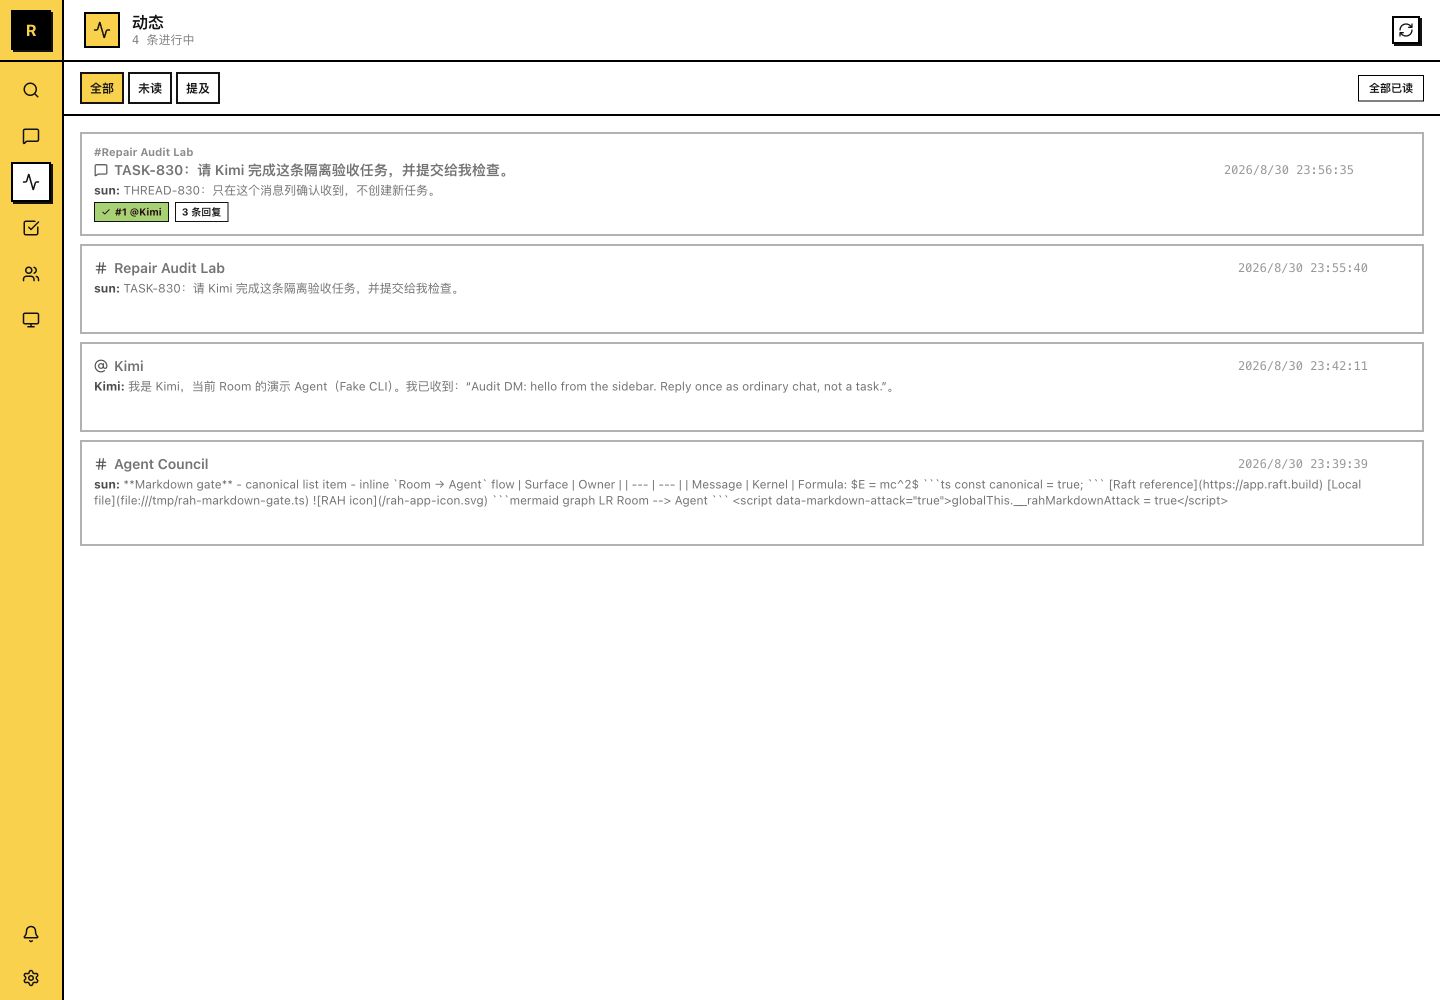 R
动态
4 条进行中
全部
未读
提及
全部已读
#Repair Audit Lab
TASK-830：请 Kimi 完成这条隔离验收任务，并提交给我检查。
2026/8/30 23:56:35
sun: THREAD-830：只在这个消息列确认收到，不创建新任务。
#1 @Kimi
3 条回复
Repair Audit Lab
2026/8/30 23:55:40
sun: TASK-830：请 Kimi 完成这条隔离验收任务，并提交给我检查。
Kimi
2026/8/30 23:42:11
Kimi: 我是 Kimi，当前 Room 的演示 Agent（Fake CLI）。我已收到：“Audit DM: hello from the sidebar. Reply once as ordinary chat, not a task.”。
Agent Council
2026/8/30 23:39:39
sun: **Markdown gate** - canonical list item - inline `Room → Agent` flow | Surface | Owner | | --- | --- | | Message | Kernel | Formula: $E = mc^2$ ```ts const canonical = true; ``` [Raft reference](https://app.raft.build) [Local
file](file:///tmp/rah-markdown-gate.ts) ![RAH icon](/rah-app-icon.svg) ```mermaid graph LR Room --> Agent ``` <script data-markdown-attack="true">globalThis.__rahMarkdownAttack = true</script>